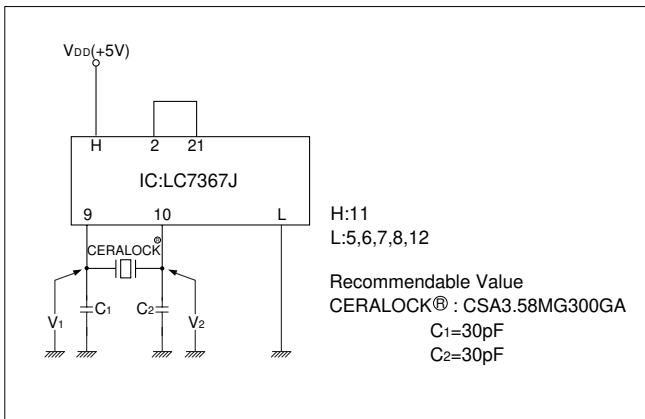 VDD(+5V)
H 2 21
IC:LC7367J
9 10 L
CERALOCK®
V1 C1 C2 V2
H:11
L:5,6,7,8,12
Recommendable Value
CERALOCK® : CSA3.58MG300GA
C1=30pF
C2=30pF